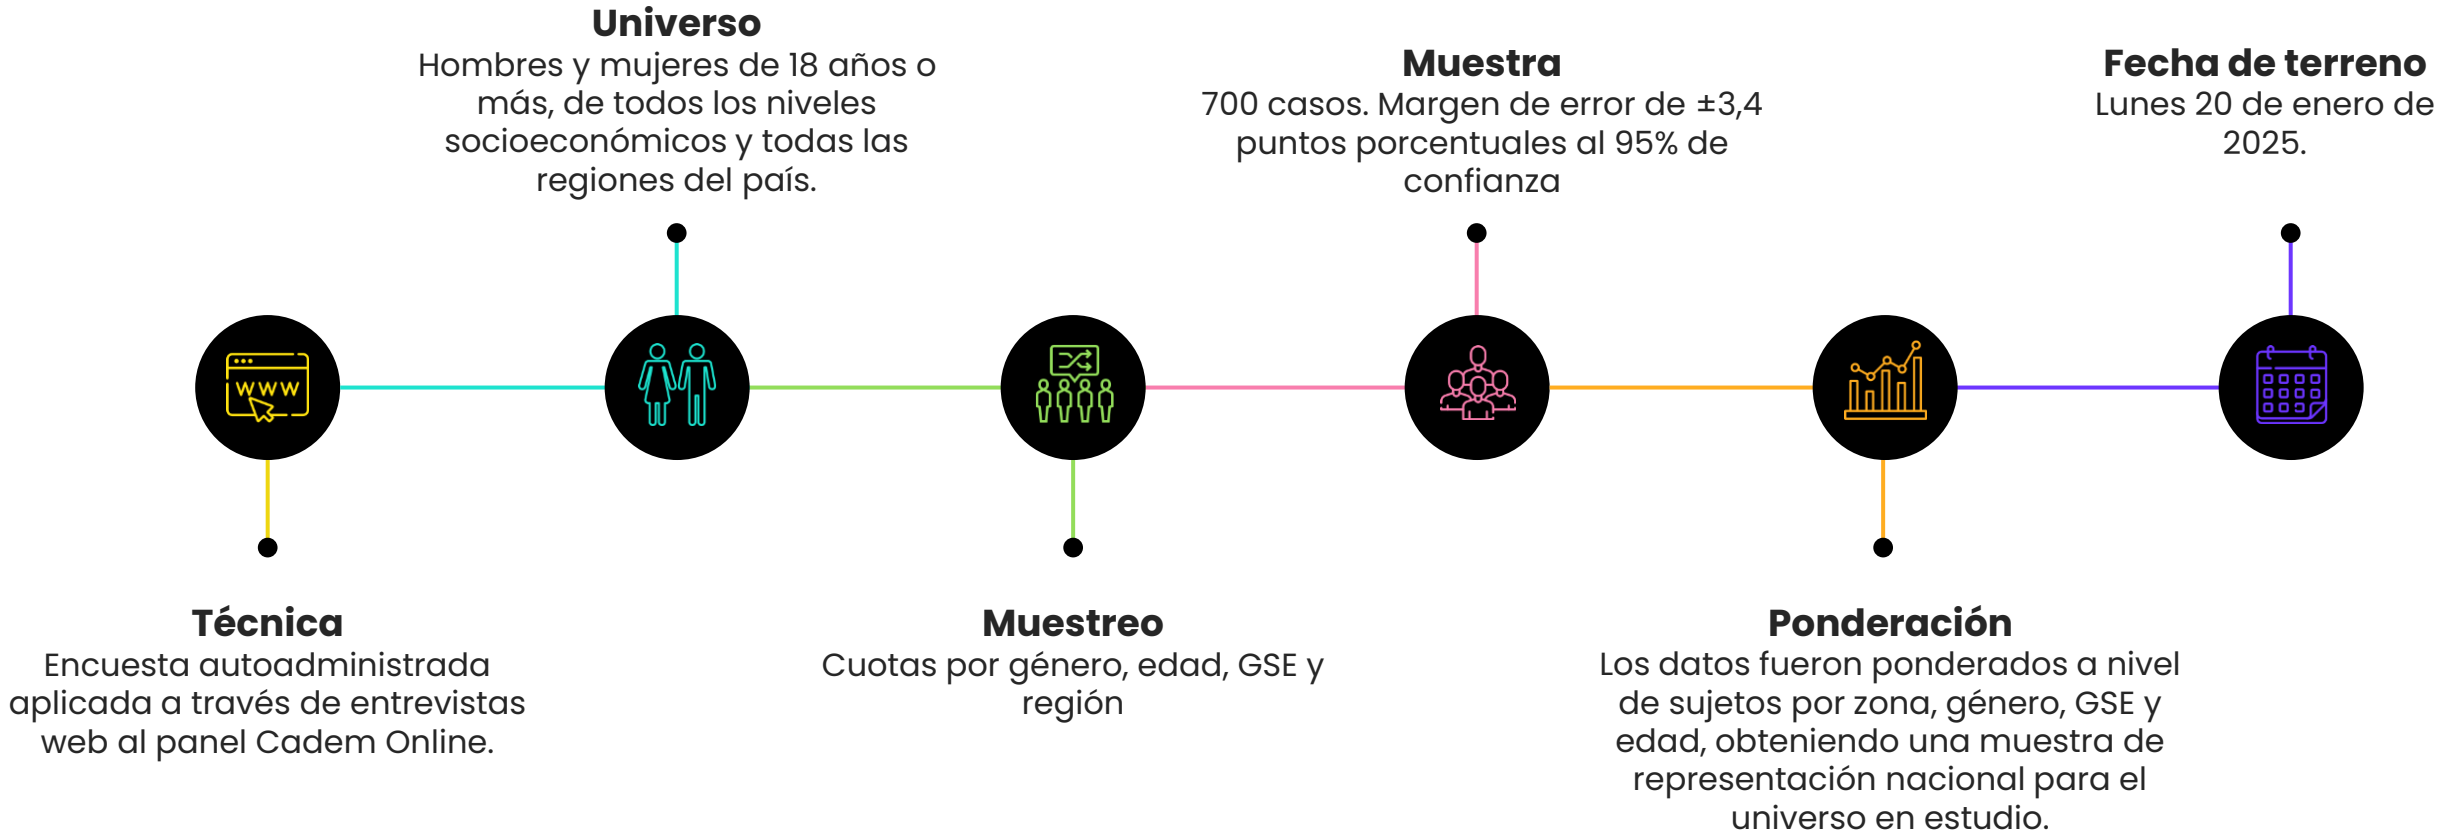 Universo
Hombres y mujeres de 18 años o
más, de todos los niveles
socioeconómicos y todas las
regiones del país.
Muestra
700 casos. Margen de error de ±3,4
puntos porcentuales al 95% de
confianza
Fecha de terreno
Lunes 20 de enero de
2025.
WWW
Técnica
Encuesta autoadministrada
aplicada a través de entrevistas
web al panel Cadem Online.
Muestreo
Cuotas por género, edad, GSE y
región
Ponderación
Los datos fueron ponderados a nivel
de sujetos por zona, género, GSE y
edad, obteniendo una muestra de
representación nacional para el
universo en estudio.